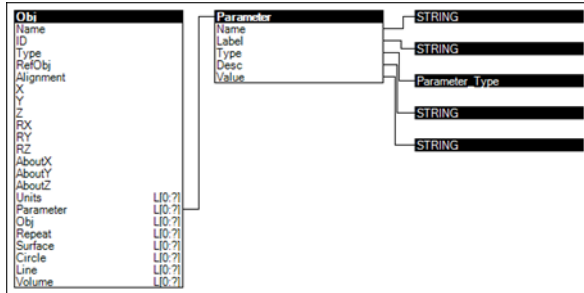 Obj
Name
ID
Type
RefObj
Alignment
X
Y
Z
RX
RY
RZ
AboutX
AboutY
AboutZ
Units L[0:?]
Parameter L[0:?]
Obj L[0:?]
Repeat L[0:?]
Surface L[0:?]
Circle L[0:?]
Line L[0:?]
Volume L[0:?]
Parameter
Name
Label
Type
Desc
Value
STRING
STRING
Parameter_Type
STRING
STRING